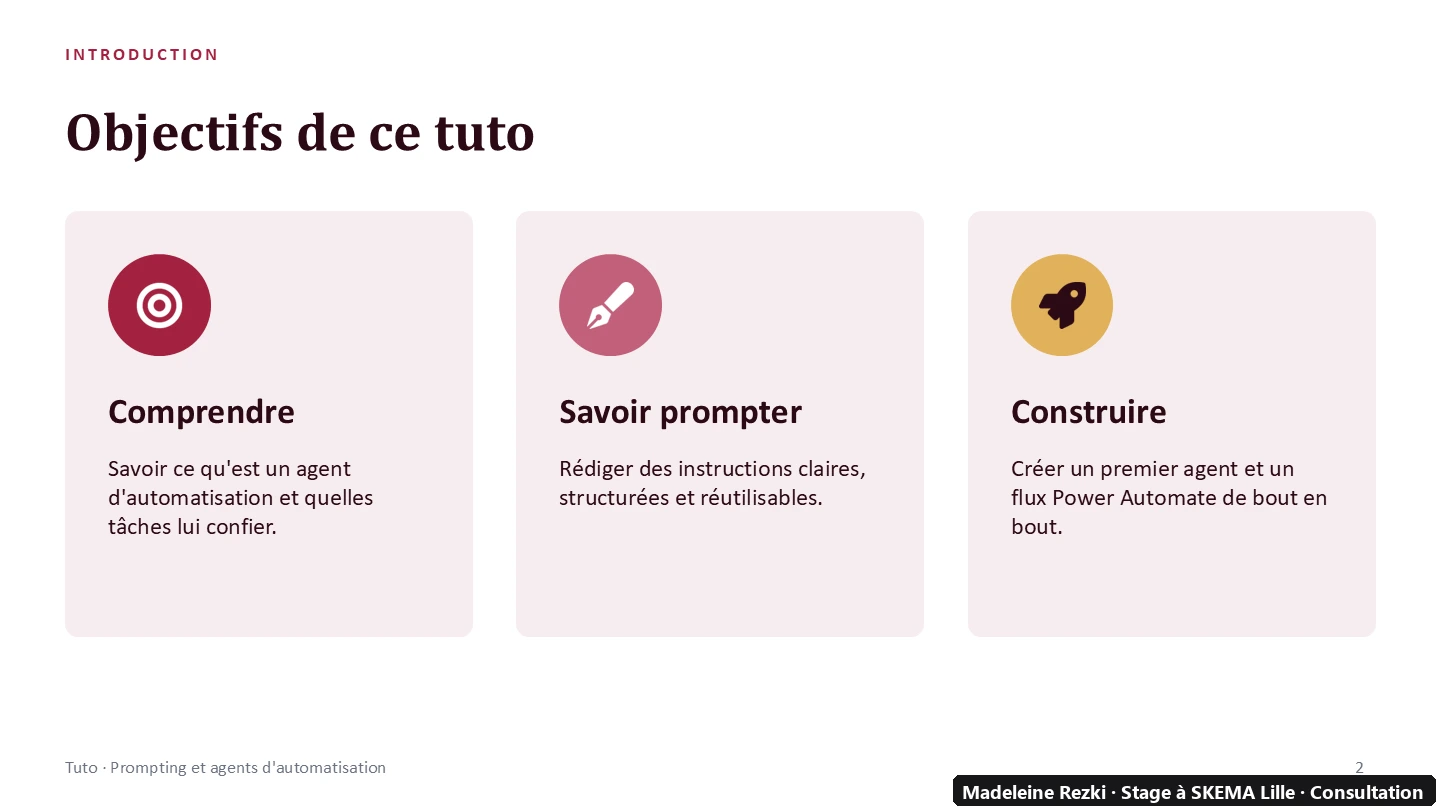 INTRODUCTION
Objectifs de ce tuto
Comprendre
Savoir ce qu'est un agent
d'automatisation et quelles
tâches lui confier.
Savoir prompter
Rédiger des instructions claires,
structurées et réutilisables.
Construire
Créer un premier agent et un
flux Power Automate de bout en
bout.
Tuto · Prompting et agents d'automatisation
2
Madeleine Rezki · Stage à SKEMA Lille · Consultation